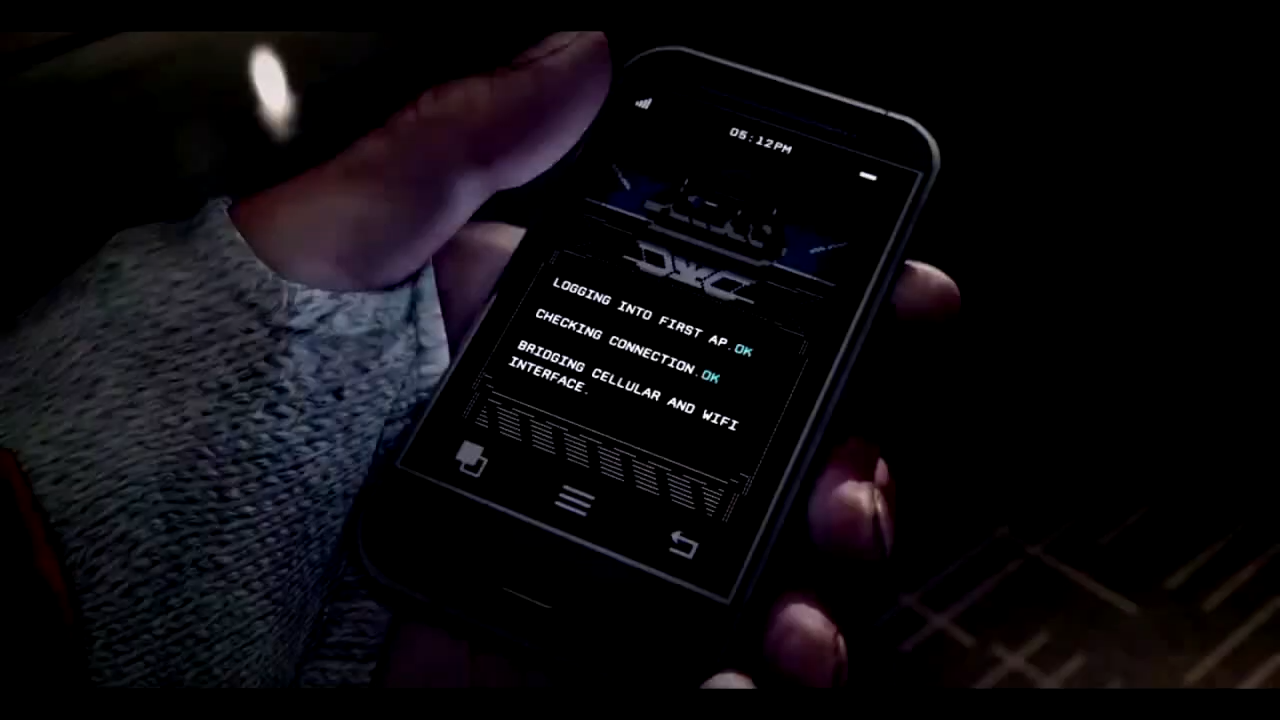 05:12PM
LOGGING INTO FIRST AP.OK
CHECKING CONNECTION.OK
BRIDGING CELLULAR AND WIFI
INTERFACE.